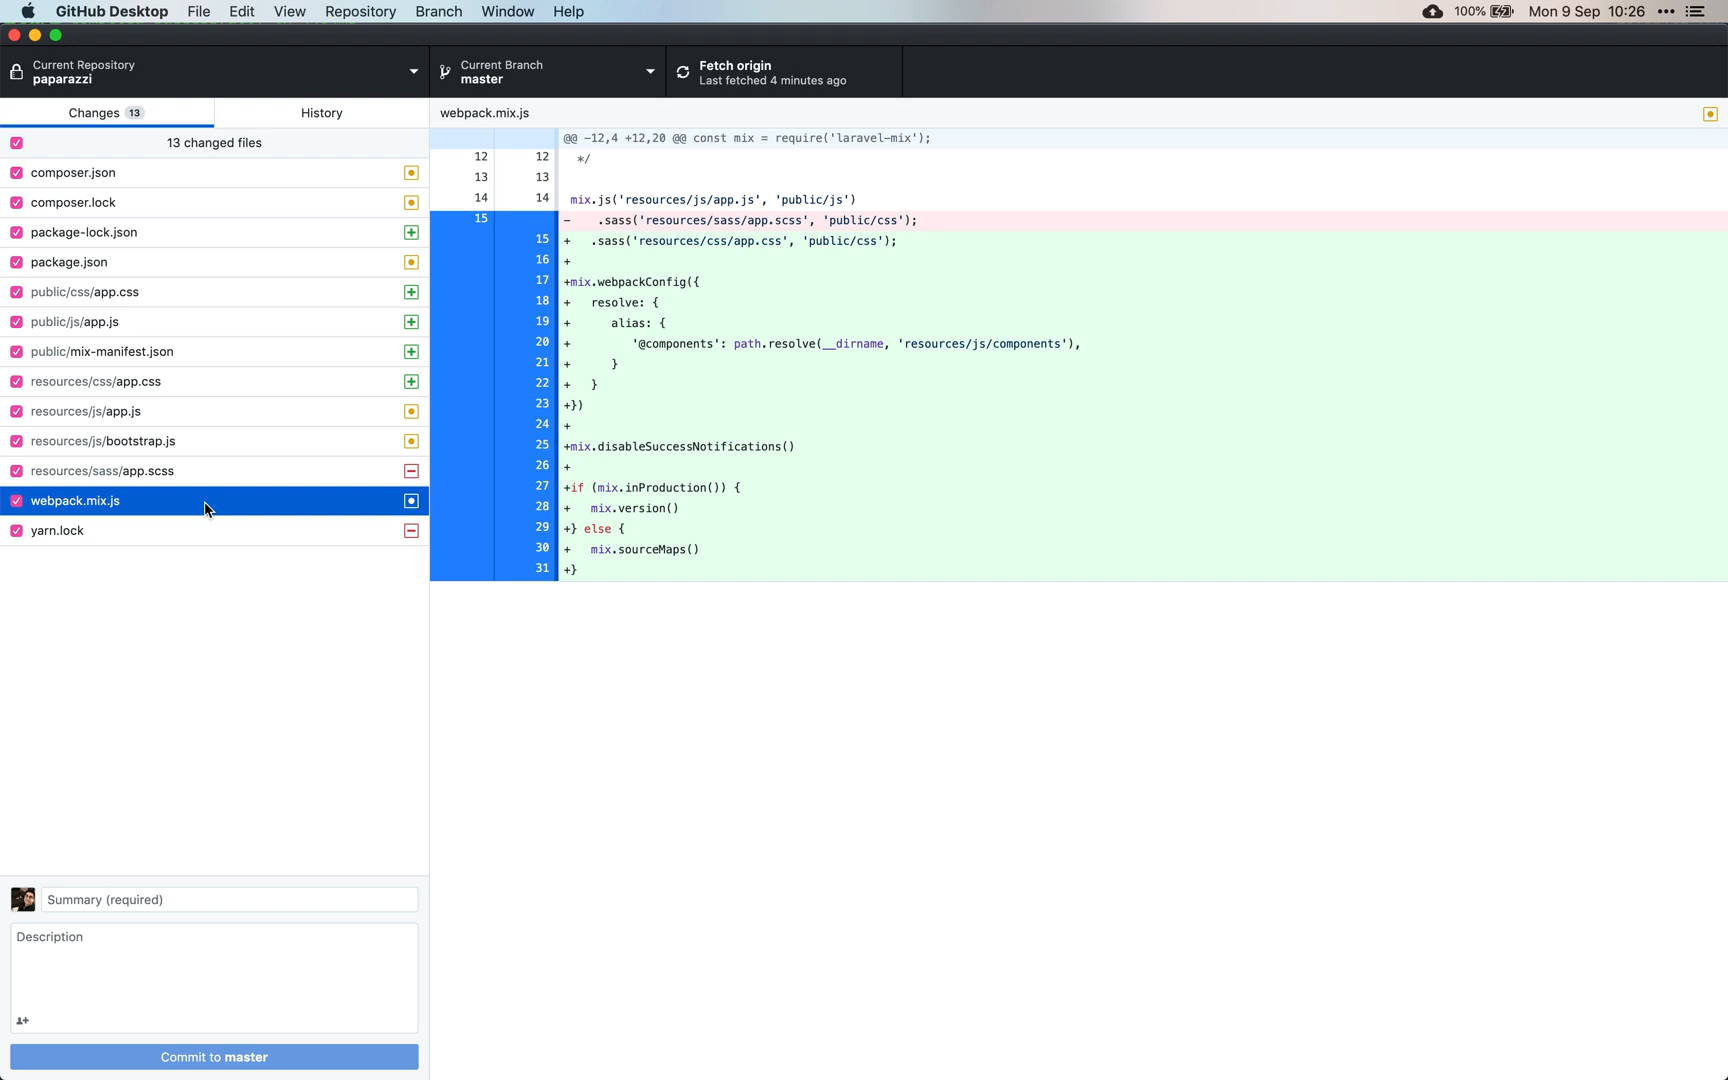 GitHub Desktop File Edit View Repository Branch Window Help 100% Mon 9 Sep 10:26
Current Repository
paparazzi
Current Branch
master
Fetch origin
Last fetched 4 minutes ago
Changes 13 History
webpack.mix.js
13 changed files
composer.json
composer.lock
package-lock.json
package.json
public/css/app.css
public/js/app.js
public/mix-manifest.json
resources/css/app.css
resources/js/app.js
resources/js/bootstrap.js
resources/sass/app.scss
webpack.mix.js
yarn.lock
@@ -12,4 +12,20 @@ const mix = require('laravel-mix');
12 12 */
13 13
14 14 mix.js('resources/js/app.js', 'public/js')
15 - .sass('resources/sass/app.scss', 'public/css');
15 + .sass('resources/css/app.css', 'public/css');
16 +
17 +mix.webpackConfig({
18 + resolve: {
19 + alias: {
20 + '@components': path.resolve(__dirname, 'resources/js/components'),
21 + }
22 + }
23 +})
24 +
25 +mix.disableSuccessNotifications()
26 +
27 +if (mix.inProduction()) {
28 + mix.version()
29 +} else {
30 + mix.sourceMaps()
31 +}
Summary (required)
Description
Commit to master